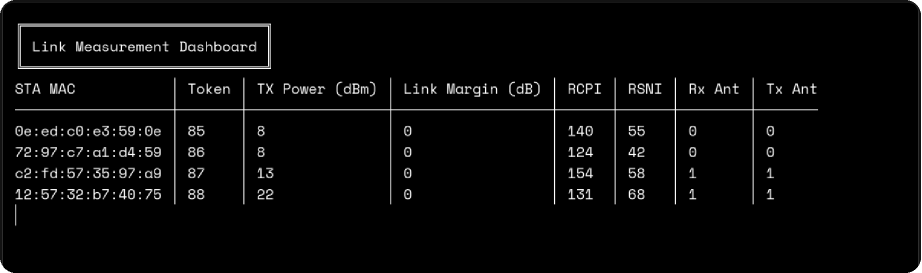 Link Measurement Dashboard
STA MAC Token TX Power (dBm) Link Margin (dB) RCPI RSNI Rx Ant Tx Ant
0e:ed:c0:e3:59:0e 85 8 0 140 55 0 0
72:97:c7:a1:d4:59 86 8 0 124 42 0 0
c2:fd:57:35:97:a9 87 13 0 154 58 1 1
12:57:32:b7:40:75 88 22 0 131 68 1 1